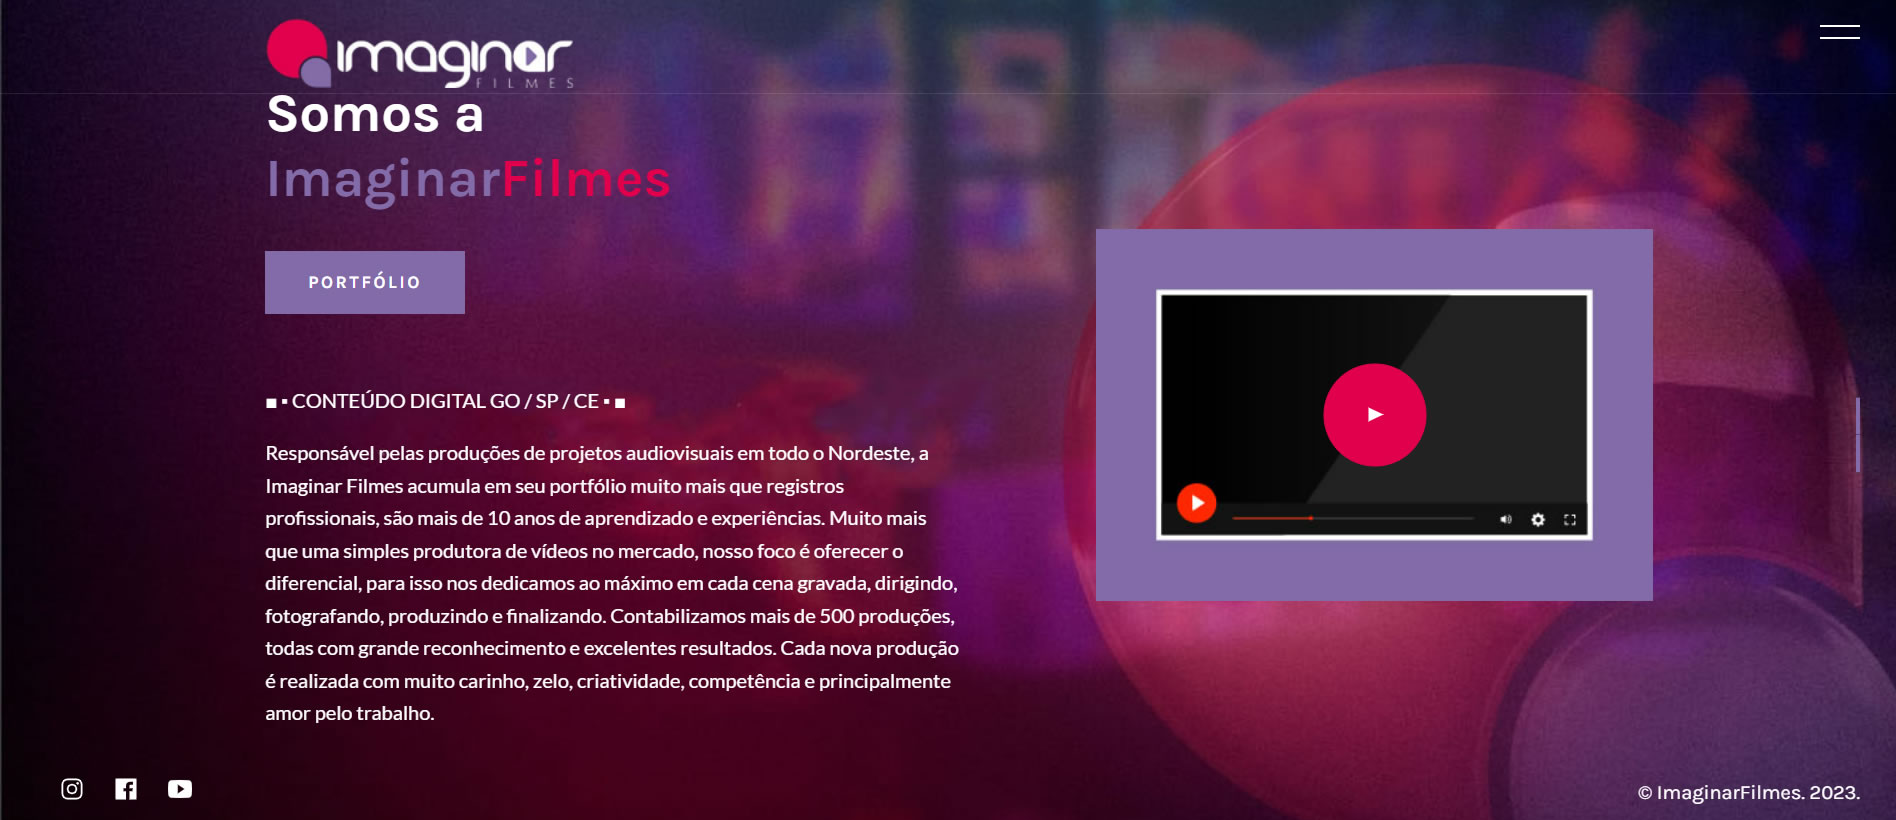 imaginar
FILMES
Somos a
ImaginarFilmes
PORTFÓLIO
■ ▪ CONTEÚDO DIGITAL GO / SP / CE ▪ ■
Responsável pelas produções de projetos audiovisuais em todo o Nordeste, a
Imaginar Filmes acumula em seu portfólio muito mais que registros
profissionais, são mais de 10 anos de aprendizado e experiências. Muito mais
que uma simples produtora de vídeos no mercado, nosso foco é oferecer o
diferencial, para isso nos dedicamos ao máximo em cada cena gravada, dirigindo,
fotografando, produzindo e finalizando. Contabilizamos mais de 500 produções,
todas com grande reconhecimento e excelentes resultados. Cada nova produção
é realizada com muito carinho, zelo, criatividade, competência e principalmente
amor pelo trabalho.
© ImaginarFilmes. 2023.